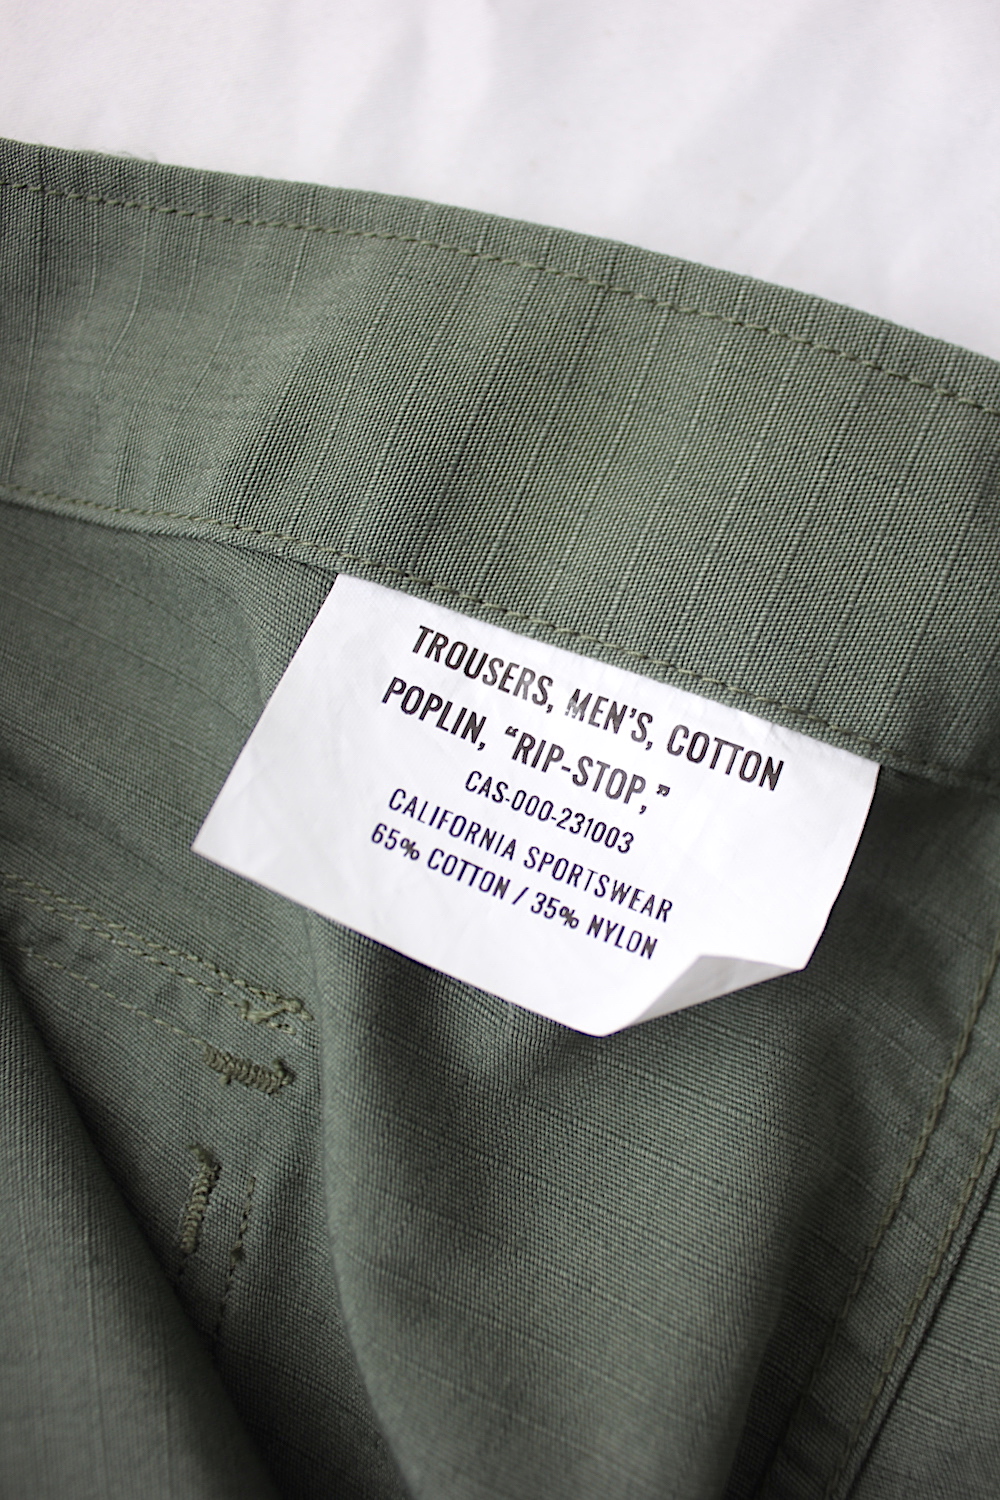 TROUSERS, MEN'S, COTTON
POPLIN, “RIP-STOP,”
CAS-000-231003
CALIFORNIA SPORTSWEAR
65% COTTON / 35% NYLON